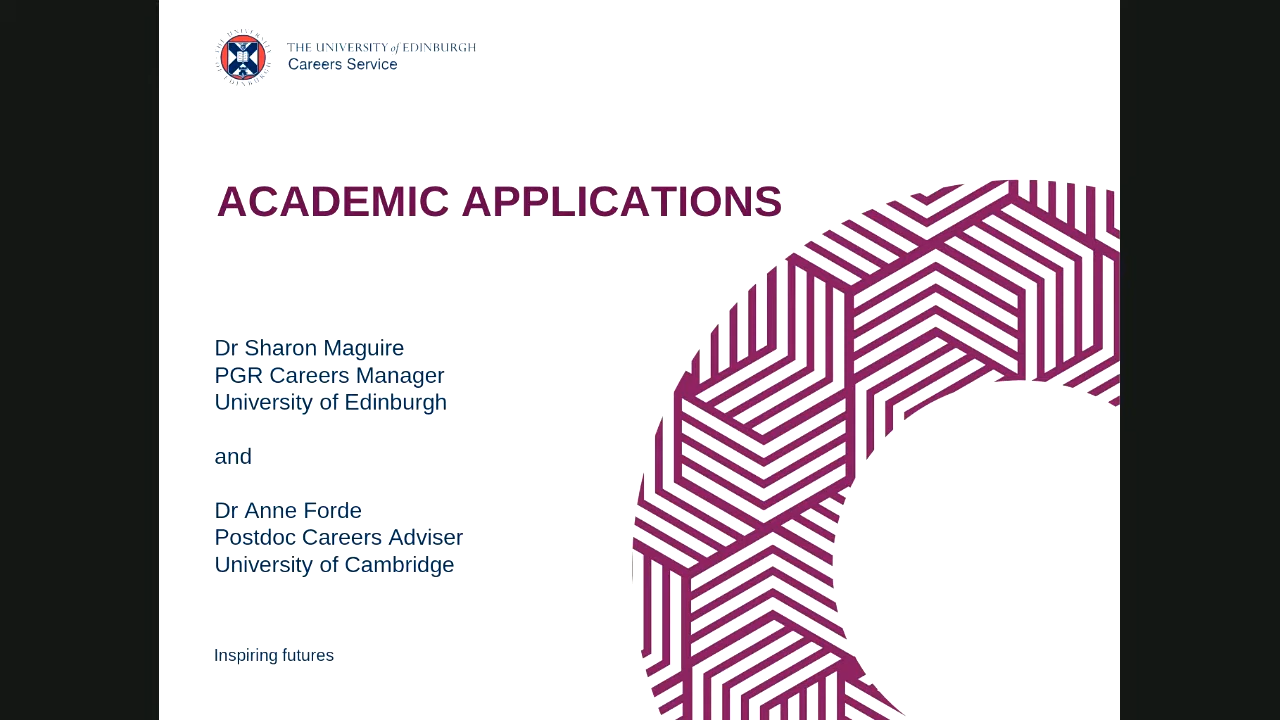 THE UNIVERSITY of EDINBURGH
Careers Service
ACADEMIC APPLICATIONS
Dr Sharon Maguire
PGR Careers Manager
University of Edinburgh
and
Dr Anne Forde
Postdoc Careers Adviser
University of Cambridge
Inspiring futures